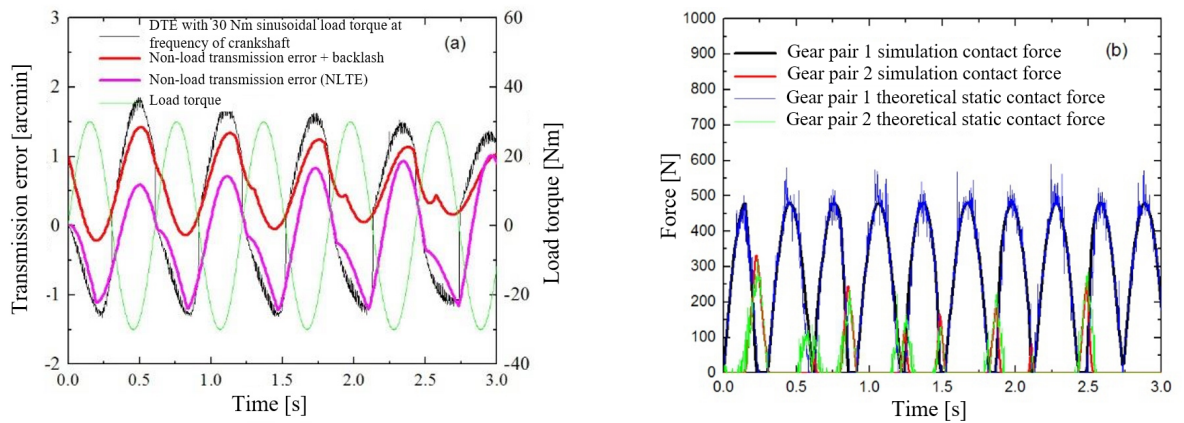 3
2
1
0
-1
-2
Transmission error [arcmin]
DTE with 30 Nm sinusoidal load torque at
frequency of crankshaft
Non-load transmission error + backlash
Non-load transmission error (NLTE)
Load torque
(a)
60
40
20
0
-20
-40
Load torque [Nm]
0.0 0.5 1.0 1.5 2.0 2.5 3.0
Time [s]
1000
900
800
700
600
500
400
300
200
100
0
Force [N]
(b)
Gear pair 1 simulation contact force
Gear pair 2 simulation contact force
Gear pair 1 theoretical static contact force
Gear pair 2 theoretical static contact force
0.0 0.5 1.0 1.5 2.0 2.5 3.0
Time [s]